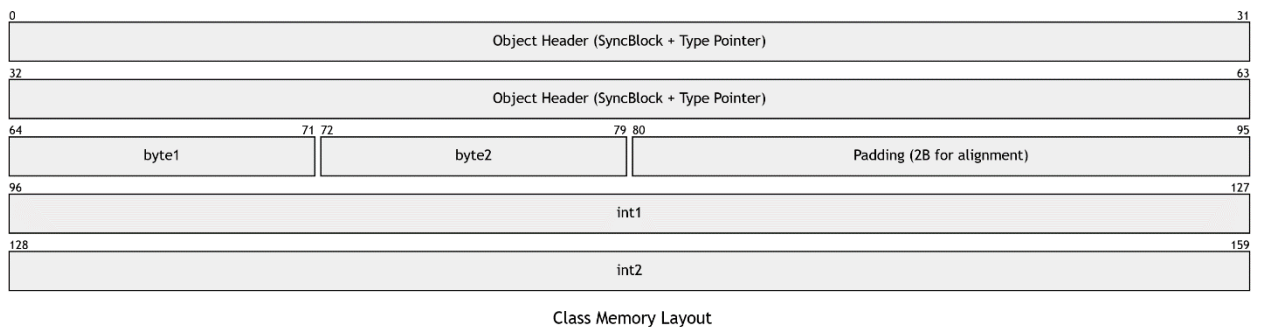 0 31
Object Header (SyncBlock + Type Pointer)
32 63
Object Header (SyncBlock + Type Pointer)
64 71 72 79 80 95
byte1 byte2 Padding (2B for alignment)
96 127
int1
128 159
int2
Class Memory Layout